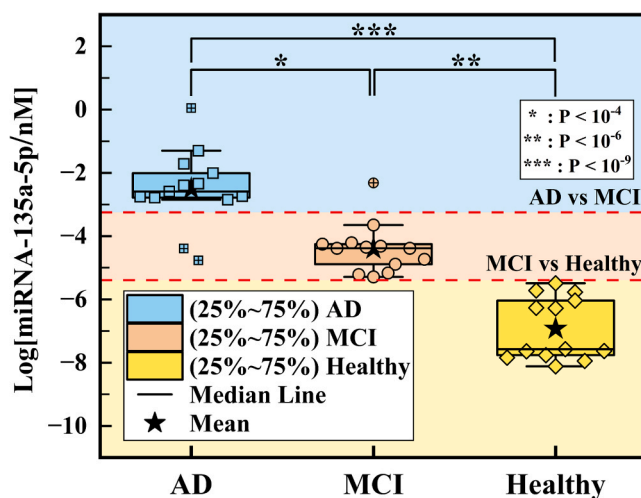 Log[miRNA-135a-5p/nM]
2
0
−2
−4
−6
−8
−10
***
*
**
* : P < 10⁻⁴
** : P < 10⁻⁶
*** : P < 10⁻⁹
AD vs MCI
MCI vs Healthy
(25%~75%) AD
(25%~75%) MCI
(25%~75%) Healthy
Median Line
Mean
AD MCI Healthy